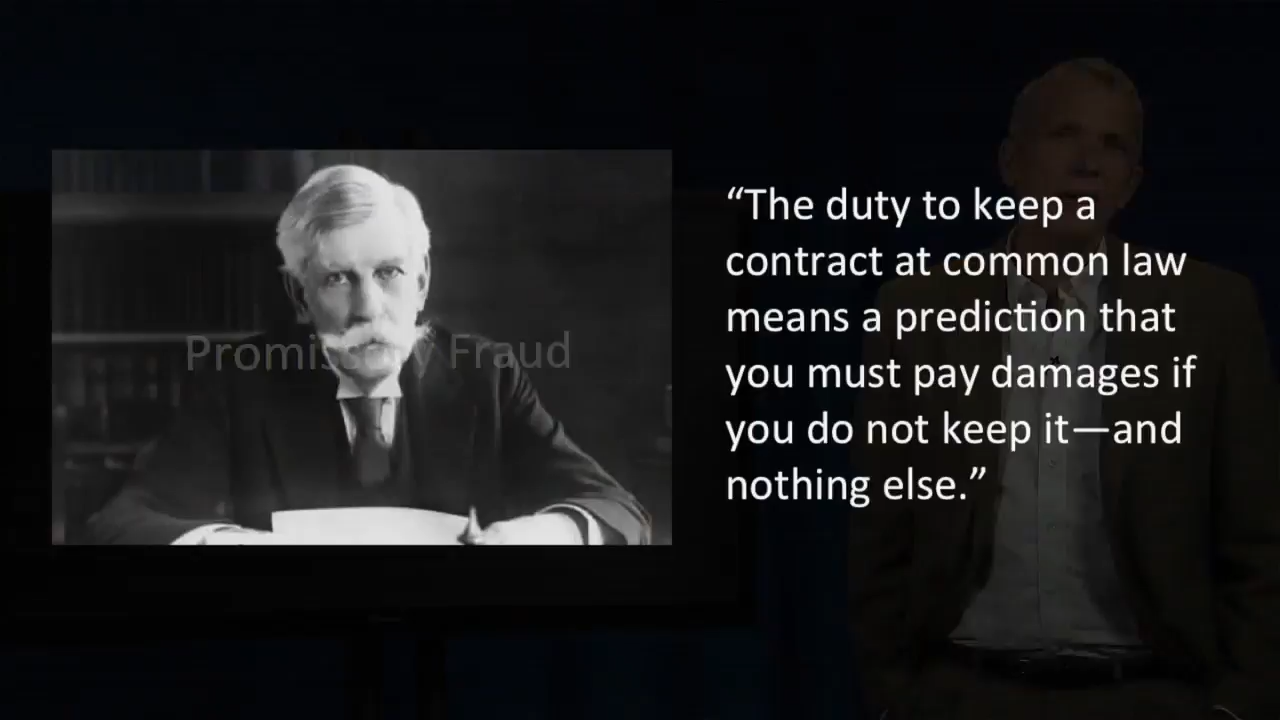 Promissory Fraud
“The duty to keep a
contract at common law
means a prediction that
you must pay damages if
you do not keep it—and
nothing else.”